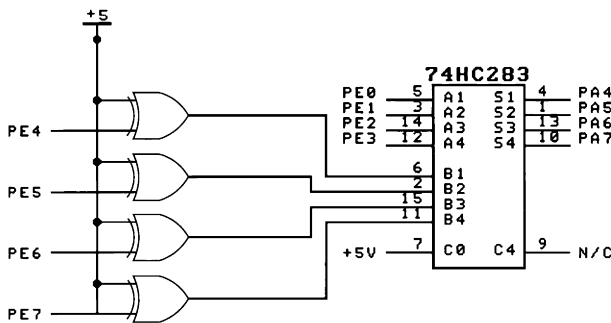 +5
74HC283
PE0 5 A1 S1 4 PA4
PE1 3 A2 S2 1 PA5
PE2 14 A3 S3 13 PA6
PE3 12 A4 S4 10 PA7
PE4
6 B1
2 B2
PE5
15 B3
11 B4
PE6
+5V 7 C0 C4 9 N/C
PE7